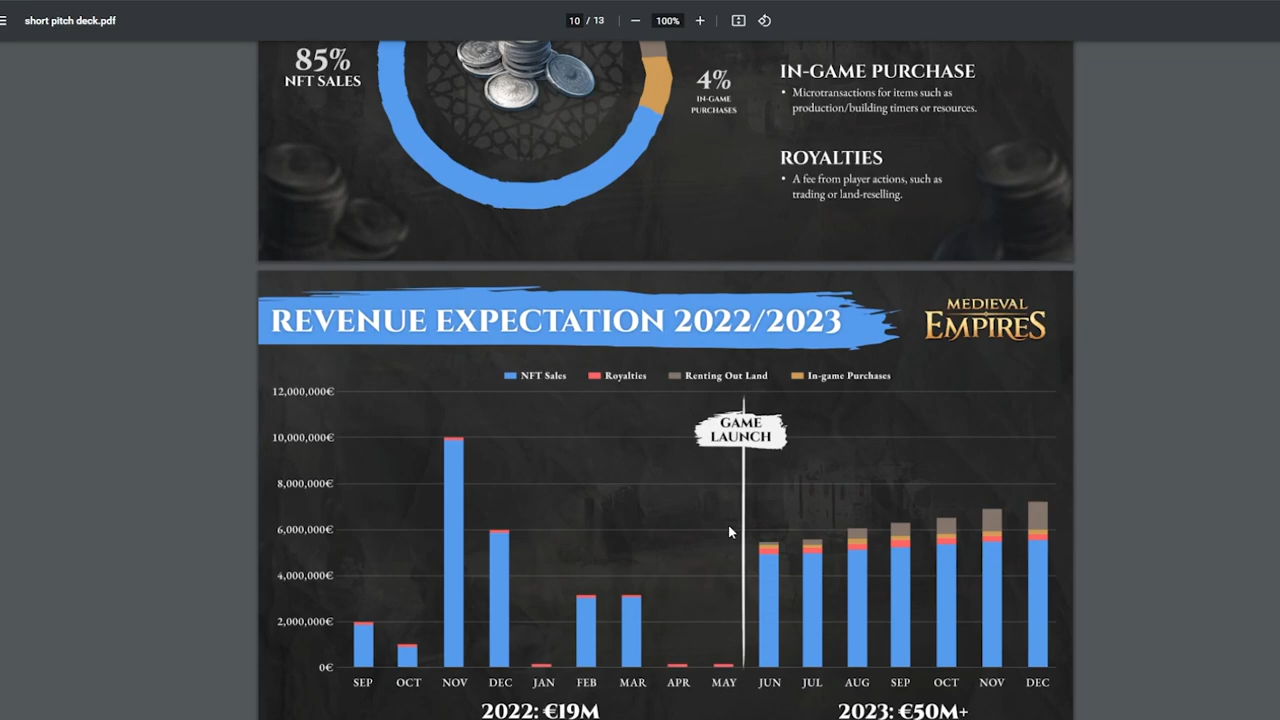 short pitch deck.pdf
10 / 13
100%
85%
NFT SALES
4%
IN-GAME
PURCHASES
IN-GAME PURCHASE
• Microtransactions for items such as
production/building timers or resources.
ROYALTIES
• A fee from player actions, such as
trading or land-reselling.
REVENUE EXPECTATION 2022/2023
MEDIEVAL
EMPIRES
NFT Sales Royalties Renting Out Land In-game Purchases
12,000,000€
10,000,000€
8,000,000€
6,000,000€
4,000,000€
2,000,000€
0€
GAME
LAUNCH
SEP OCT NOV DEC JAN FEB MAR APR MAY JUN JUL AUG SEP OCT NOV DEC
2022: €19M
2023: €50M+